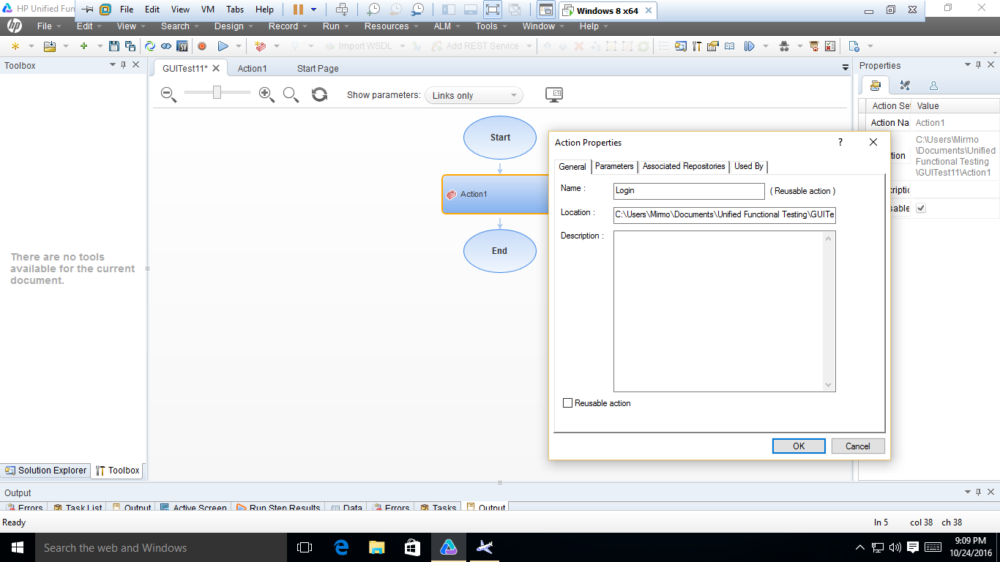 HP Unified Fun
File Edit View VM Tabs Help
Windows 8 x64
hp File Edit View Search Design Record Run Resources ALM Tools Window Help
SV Import WSDL Add REST Service
Toolbox
GUITest11* Action1 Start Page
Properties
Show parameters: Links only
Action Set Value
Action Na Action1
tion C:\Users\Mirmo
\Documents\Unified
Functional Testing
\GUITest11\Action1
criptic
sable
Start
Action1
End
There are no tools
available for the current
document.
Action Properties ?
General Parameters Associated Repositories Used By
Name : Login ( Reusable action )
Location : C:\Users\Mirmo\Documents\Unified Functional Testing\GUITe
Description :
Reusable action
OK Cancel
Solution Explorer Toolbox
Output
Errors Task List Output Active Screen Run Step Results Data Errors Tasks Output
Ready
ln 5 col 38 ch 38
Search the web and Windows
9:09 PM
10/24/2016